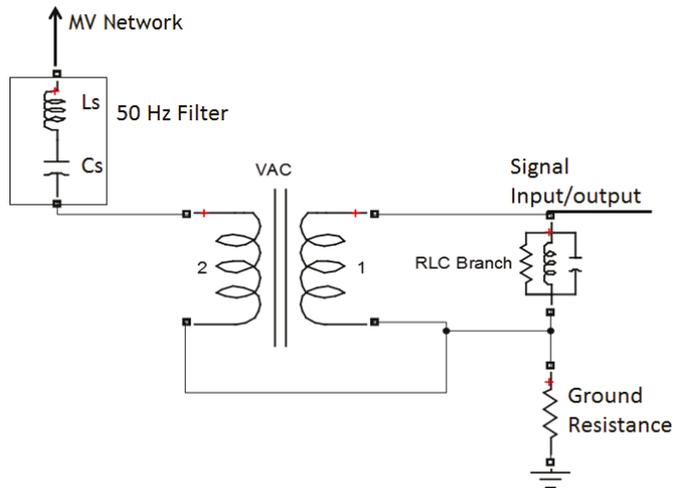 MV Network
Ls
50 Hz Filter
Cs
VAC
Signal
Input/output
2
1
RLC Branch
Ground
Resistance